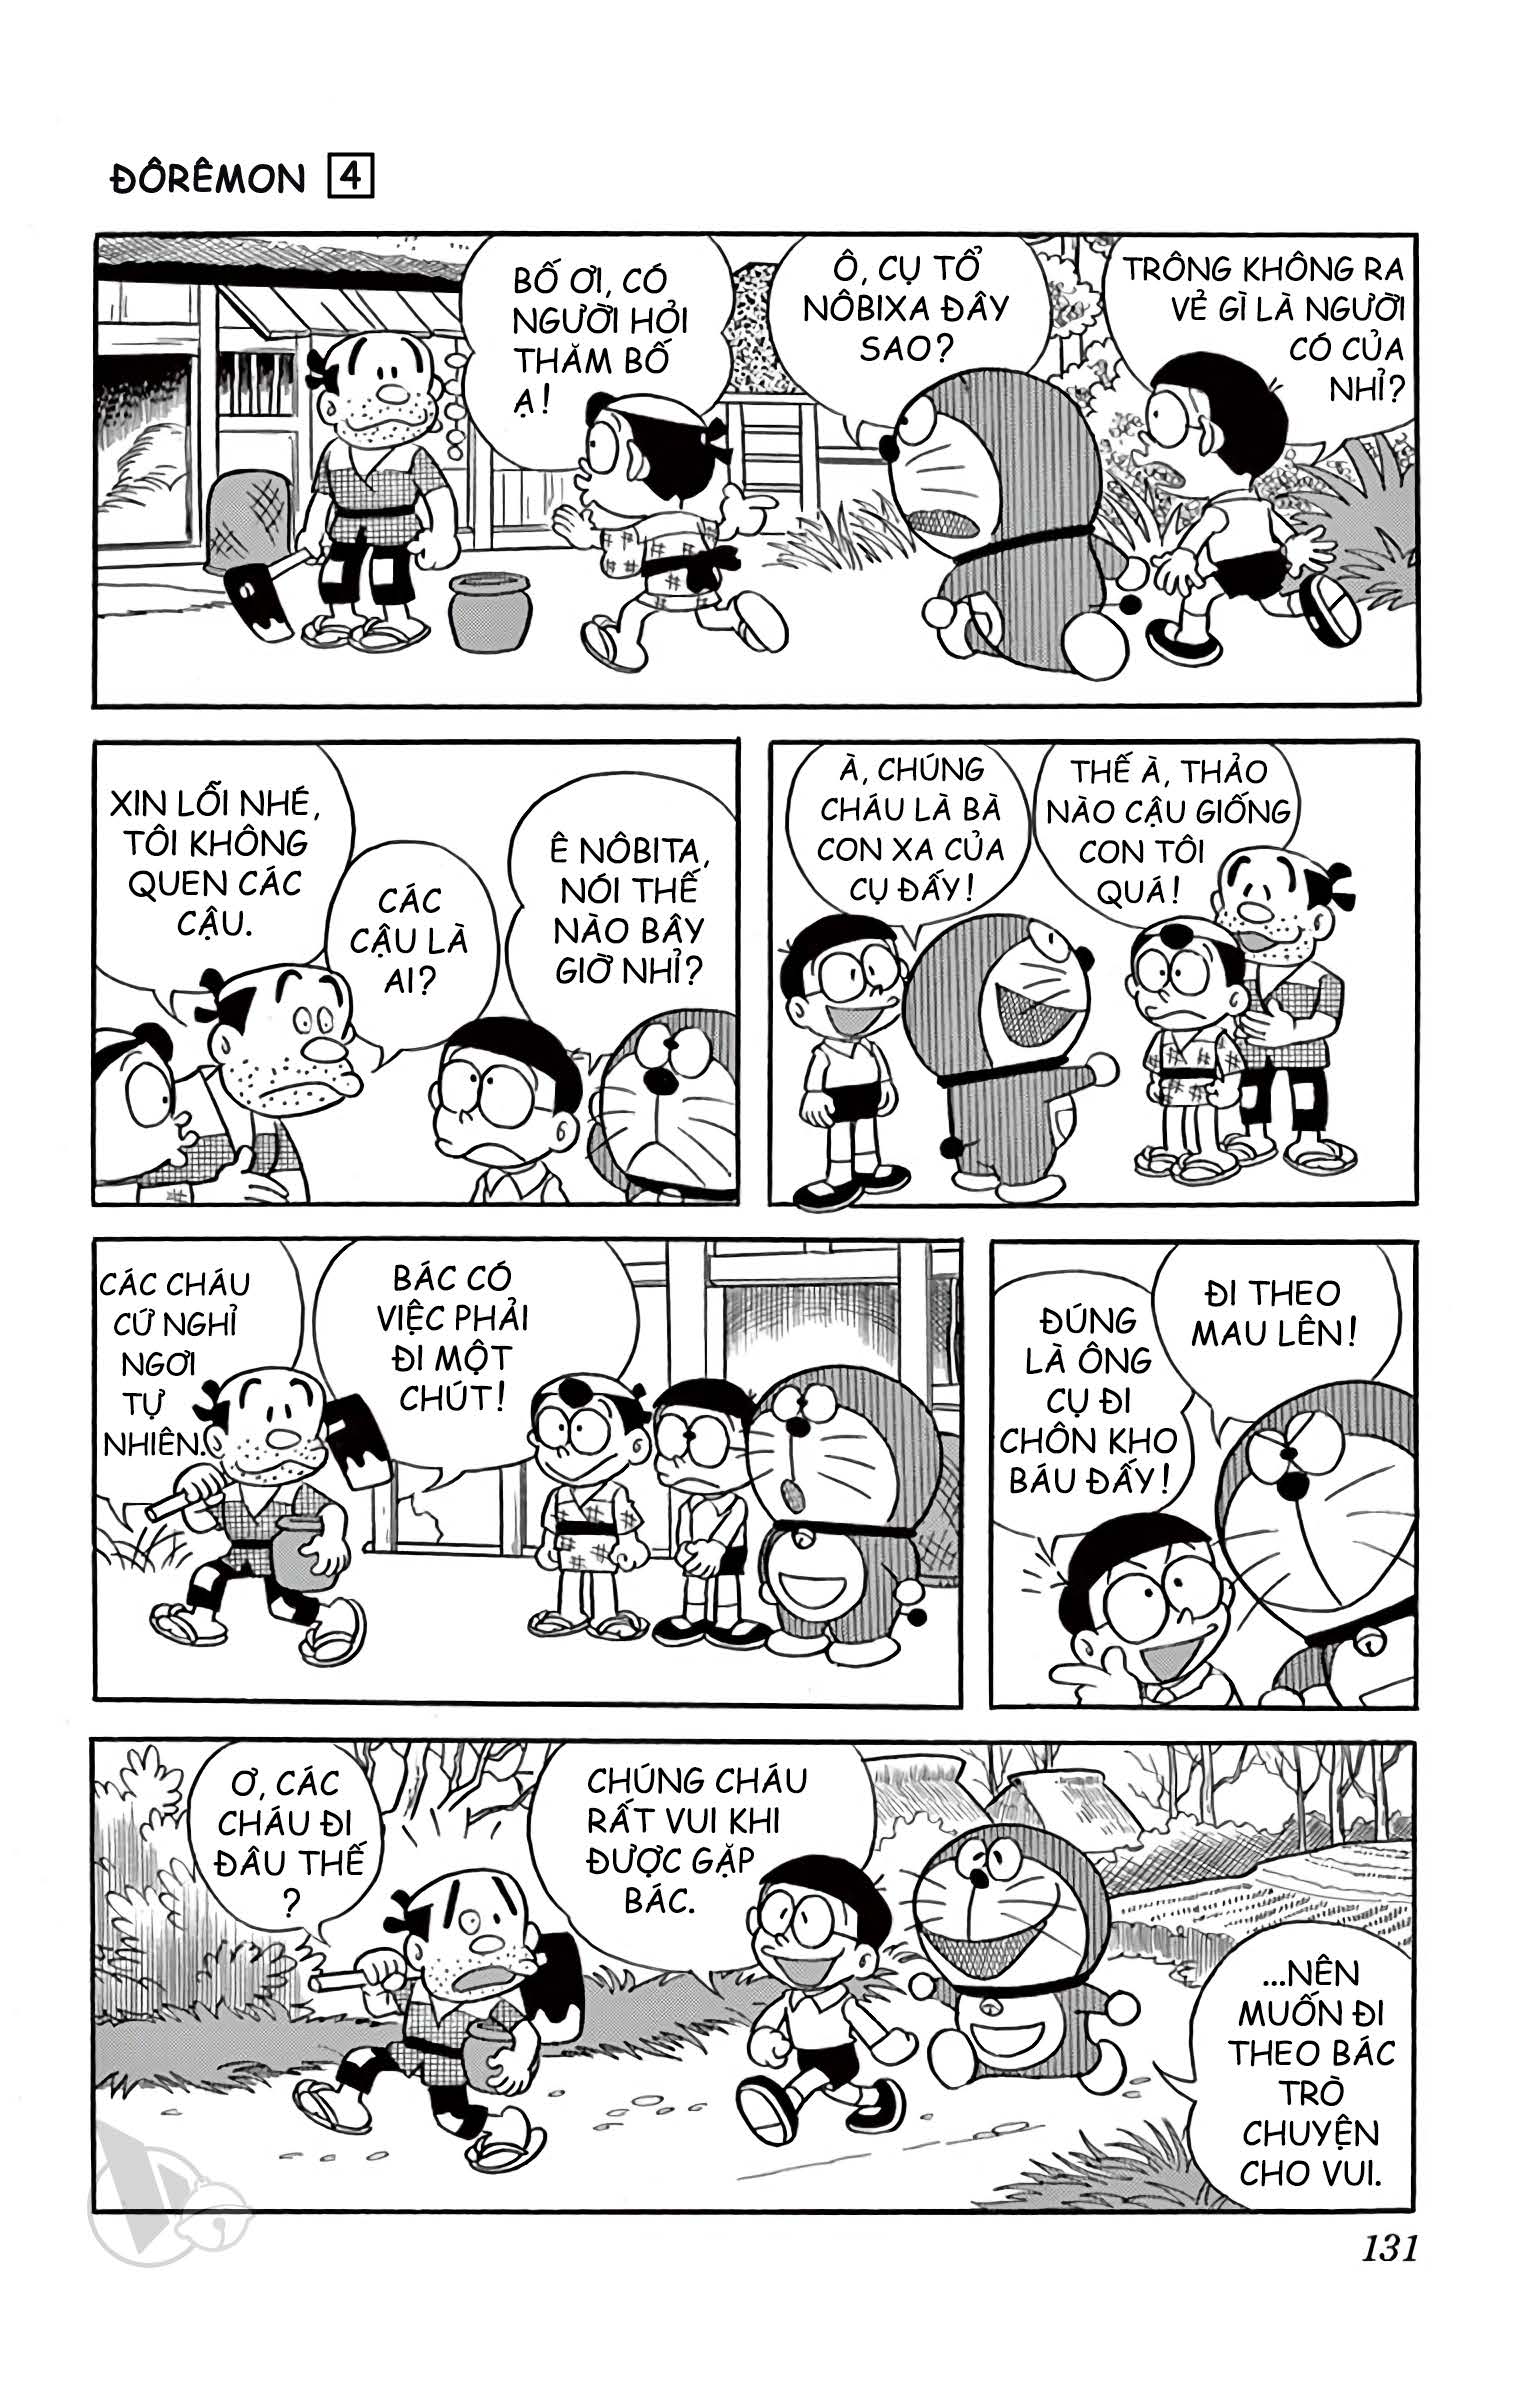 ĐÔRÊMON 4
BỐ ƠI, CÓ
NGƯỜI HỎI
THĂM BỐ
Ạ!
Ô, CỤ TỔ
NÔBIXA ĐÂY
SAO?
TRÔNG KHÔNG RA
VẺ GÌ LÀ NGƯỜI
CÓ CỦA
NHỈ?
XIN LỖI NHÉ,
TÔI KHÔNG
QUEN CÁC
CẬU.
CÁC
CẬU LÀ
AI?
Ê NÔBITA,
NÓI THẾ
NÀO BÂY
GIỜ NHỈ?
À, CHÚNG
CHÁU LÀ BÀ
CON XA CỦA
CỤ ĐẤY!
THẾ À, THẢO
NÀO CẬU GIỐNG
CON TÔI
QUÁ!
CÁC CHÁU
CỨ NGHỈ
NGƠI
TỰ
NHIÊN.
BÁC CÓ
VIỆC PHẢI
ĐI MỘT
CHÚT!
ĐÚNG
LÀ ÔNG
CỤ ĐI
CHÔN KHO
BÁU ĐẤY!
ĐI THEO
MAU LÊN!
Ơ, CÁC
CHÁU ĐI
ĐÂU THẾ
?
CHÚNG CHÁU
RẤT VUI KHI
ĐƯỢC GẶP
BÁC.
...NÊN
MUỐN ĐI
THEO BÁC
TRÒ
CHUYỆN
CHO VUI.
131